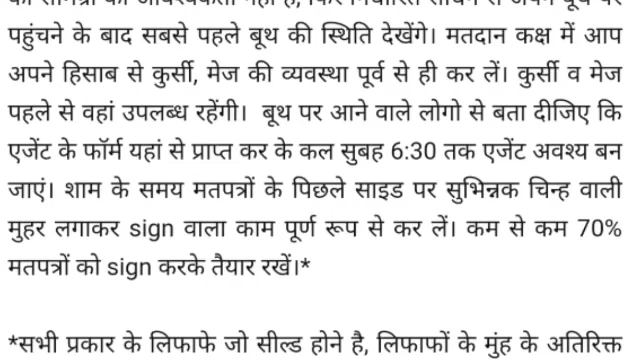 पहुंचने के बाद सबसे पहले बूथ की स्थिति देखेंगे। मतदान कक्ष में आप
अपने हिसाब से कुर्सी, मेज की व्यवस्था पूर्व से ही कर लें। कुर्सी व मेज
पहले से वहां उपलब्ध रहेंगी। बूथ पर आने वाले लोगो से बता दीजिए कि
एजेंट के फॉर्म यहां से प्राप्त कर के कल सुबह 6:30 तक एजेंट अवश्य बन
जाएं। शाम के समय मतपत्रों के पिछले साइड पर सुभिन्नक चिन्ह वाली
मुहर लगाकर sign वाला काम पूर्ण रूप से कर लें। कम से कम 70%
मतपत्रों को sign करके तैयार रखें।*
*सभी प्रकार के लिफाफे जो सील्ड होने है, लिफाफों के मुंह के अतिरिक्त